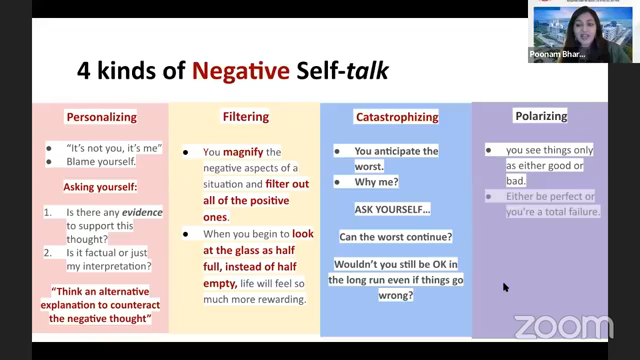 Poonam Bhar...
4 kinds of Negative Self-talk
Personalizing
"It's not you, it's me"
Blame yourself.
Asking yourself:
1. Is there any evidence to support this thought?
2. Is it factual or just my interpretation?
"Think an alternative explanation to counteract the negative thought"
Filtering
You magnify the negative aspects of a situation and filter out all of the positive ones.
When you begin to look at the glass as half full, instead of half empty, life will feel so much more rewarding.
Catastrophizing
You anticipate the worst.
Why me?
ASK YOURSELF...
Can the worst continue?
Wouldn't you still be OK in the long run even if things go wrong?
Polarizing
you see things only as either good or bad.
Either be perfect or you're a total failure.
zoom